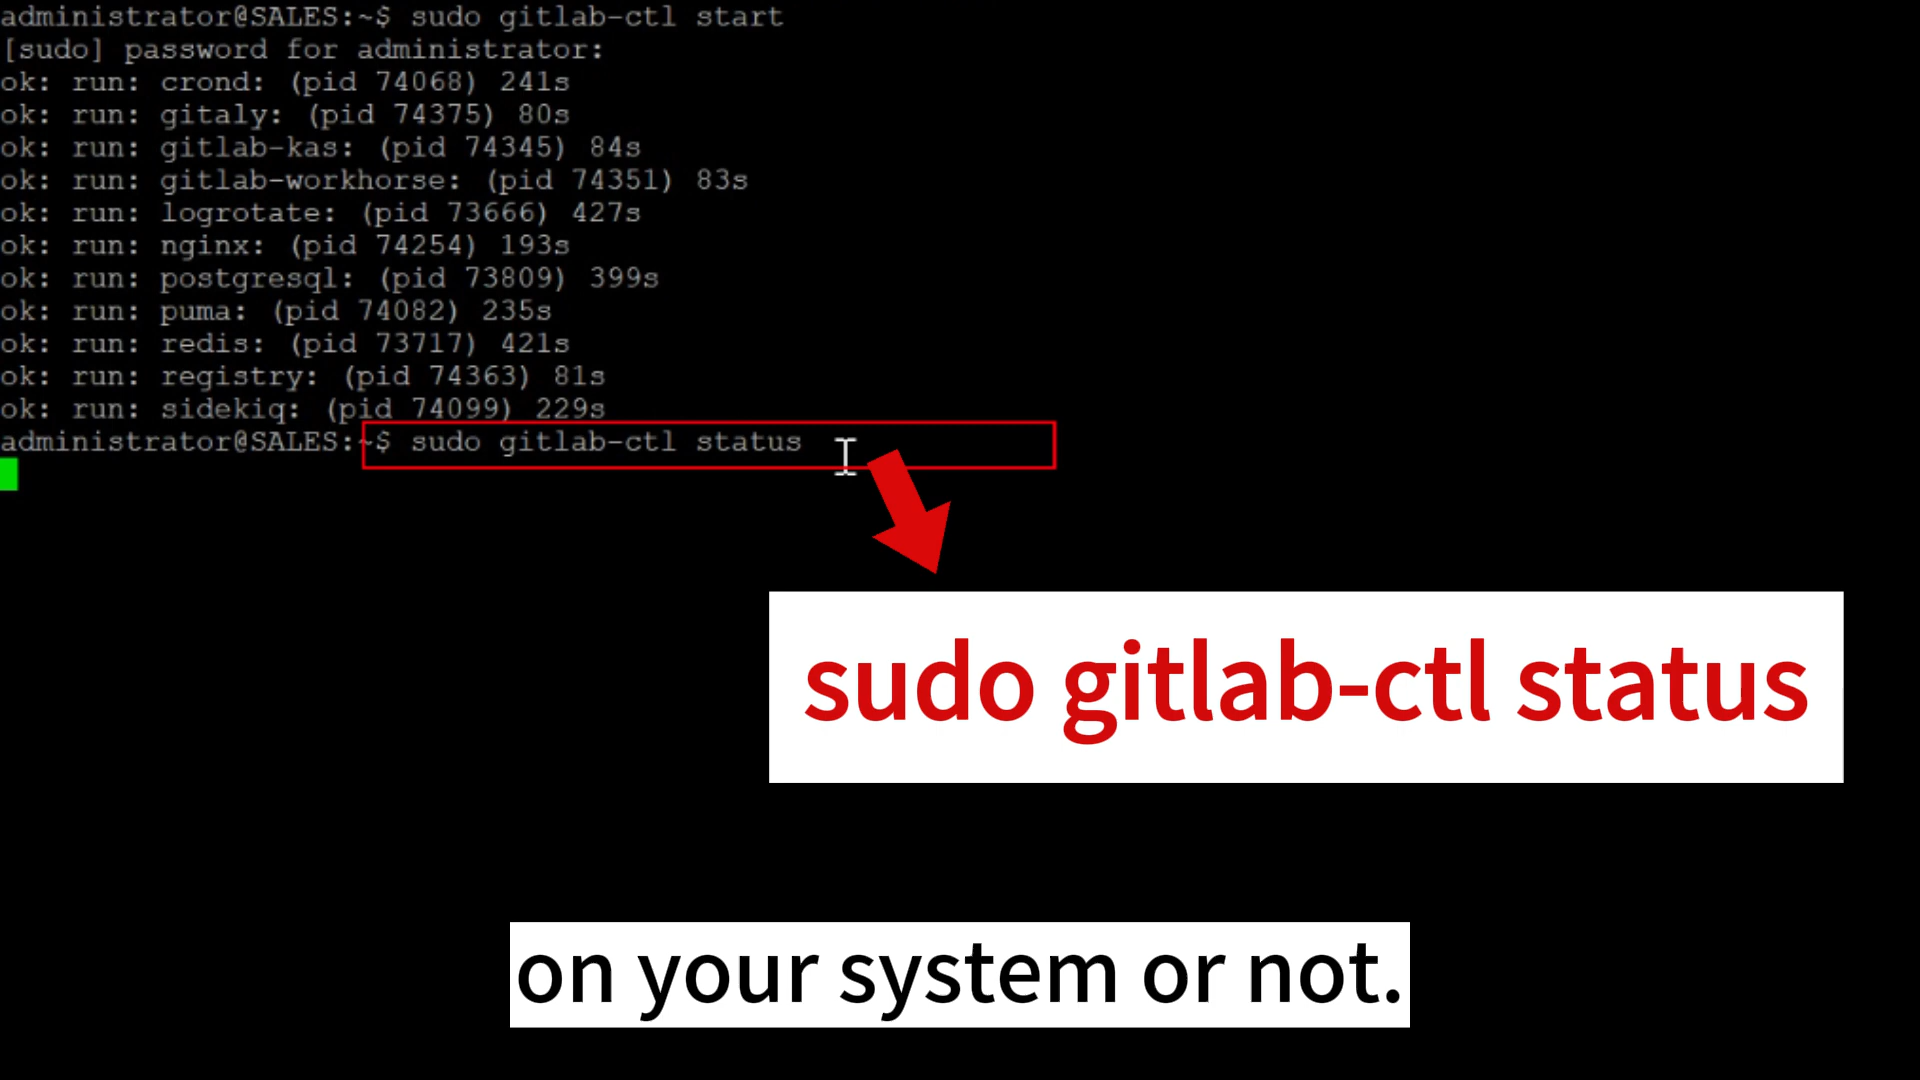 administrator@SALES:~$ sudo gitlab-ctl start
[sudo] password for administrator:
ok: run: crond: (pid 74068) 241s
ok: run: gitaly: (pid 74375) 80s
ok: run: gitlab-kas: (pid 74345) 84s
ok: run: gitlab-workhorse: (pid 74351) 83s
ok: run: logrotate: (pid 73666) 427s
ok: run: nginx: (pid 74254) 193s
ok: run: postgresql: (pid 73809) 399s
ok: run: puma: (pid 74082) 235s
ok: run: redis: (pid 73717) 421s
ok: run: registry: (pid 74363) 81s
ok: run: sidekiq: (pid 74099) 229s
administrator@SALES:~$ sudo gitlab-ctl status
sudo gitlab-ctl status
on your system or not.